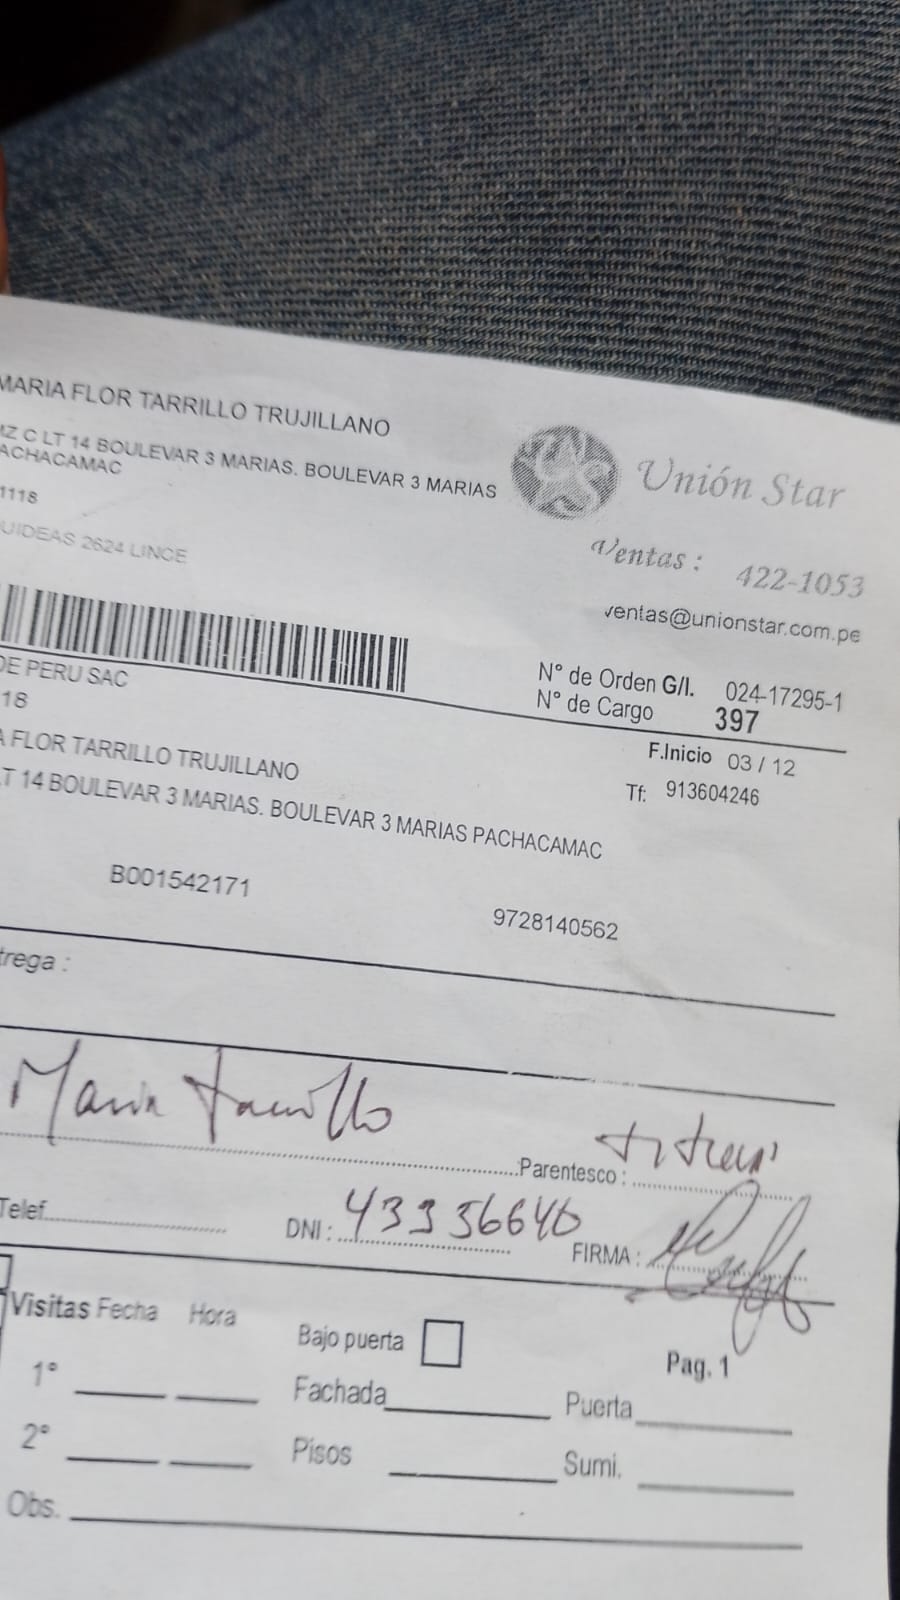 MARIA FLOR TARRILLO TRUJILLANO
MZ C LT 14 BOULEVAR 3 MARIAS. BOULEVAR 3 MARIAS
PACHACAMAC
1118
UIDEAS 2624 LINCE
Unión Star
Ventas : 422-1053
ventas@unionstar.com.pe
DE PERU SAC
18
N° de Orden G/I. 024-17295-1
N° de Cargo 397
F.Inicio 03 / 12
A FLOR TARRILLO TRUJILLANO
Tf: 913604246
LT 14 BOULEVAR 3 MARIAS. BOULEVAR 3 MARIAS PACHACAMAC
B001542171
9728140562
trega :
Maria Tarrillo
Parentesco :
Telef.
DNI : 43356640
FIRMA :
Visitas Fecha Hora
Bajo puerta
Pag. 1
1°
Fachada
Puerta
2°
Pisos
Sumi.
Obs.